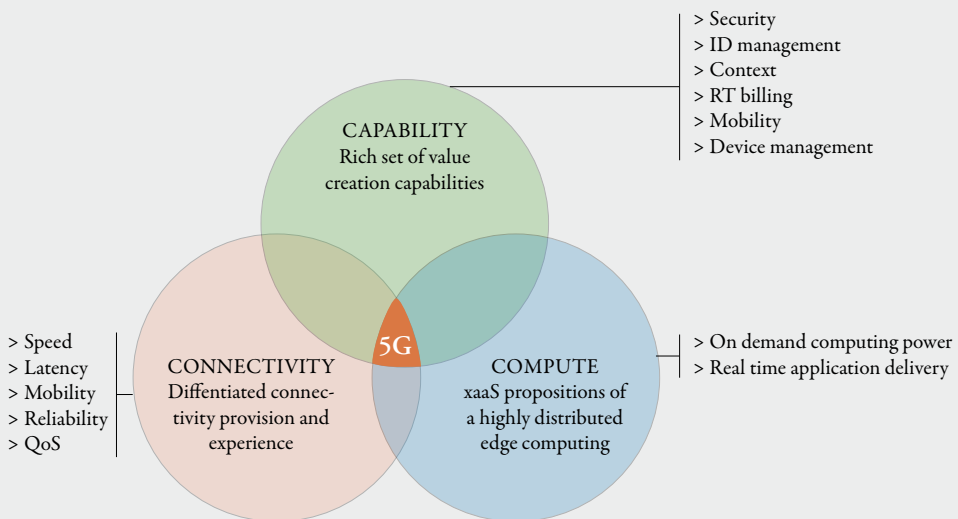 > Security
> ID management
> Context
> RT billing
> Mobility
> Device management
CAPABILITY
Rich set of value
creation capabilities
5G
> Speed
> Latency
> Mobility
> Reliability
> QoS
CONNECTIVITY
Diffentiated connec-
tivity provision and
experience
COMPUTE
xaaS propositions of
a highly distributed
edge computing
> On demand computing power
> Real time application delivery